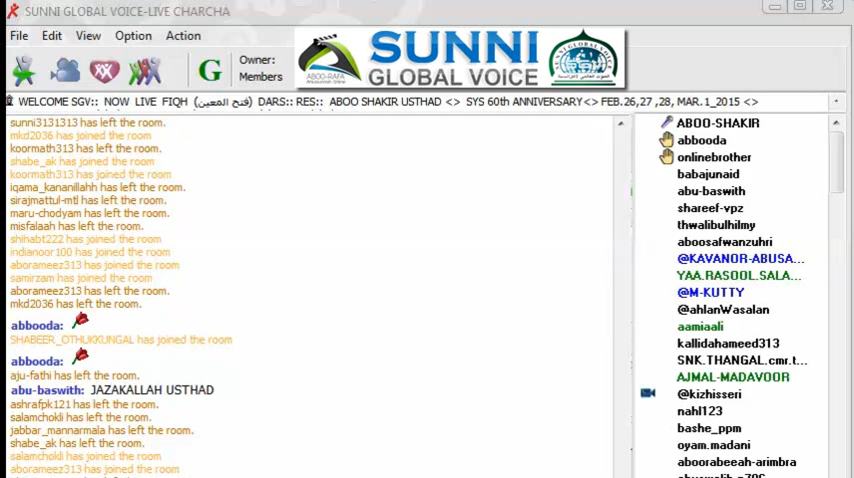 SUNNI GLOBAL VOICE-LIVE CHARCHA
File Edit View Option Action
G
Owner:
Members
ABOO-RAFA
SUNNI
GLOBAL VOICE
SUNNI GLOBAL VOICE
WELCOME SGV:: NOW LIVE FIQH (فتح المعين) DARS:: RES:: ABOO SHAKIR USTHAD <> SYS 60th ANNIVERSARY<> FEB.26,27 ,28, MAR.1_2015 <>
sunni3131313 has left the room.
mkd2036 has joined the room
koormath313 has left the room.
shabe_ak has joined the room
koormath313 has joined the room
iqama_kananillahh has left the room.
sirajmattul-mtl has left the room.
maru-chodyam has left the room.
misfalaah has left the room.
shihabt222 has joined the room
indianoor100 has joined the room
aborameez313 has joined the room
samirzam has joined the room
aborameez313 has left the room.
mkd2036 has left the room.
abbooda:
SHABEER_OTHUKKUNGAL has joined the room
abbooda:
aju-fathi has left the room.
abu-baswith: JAZAKALLAH USTHAD
ashrafpk121 has left the room.
salamchokli has left the room.
jabbar_mannarmala has left the room.
shabe_ak has left the room.
salamchokli has joined the room
aborameez313 has joined the room
ABOO-SHAKIR
abbooda
onlinebrother
babajunaid
abu-baswith
shareef-vpz
thwalibulhilmy
aboosafwanzuhri
@KAVANOR-ABUSA...
YAA.RASOOL.SALA...
@M-KUTTY
@ahlanWasalan
aamiaali
kallidahameed313
SNK.THANGAL.cmr.t...
AJMAL-MADAVOOR
@kizhisseri
nahl123
bashe_ppm
oyam.madani
aboorabeeah-arimbra